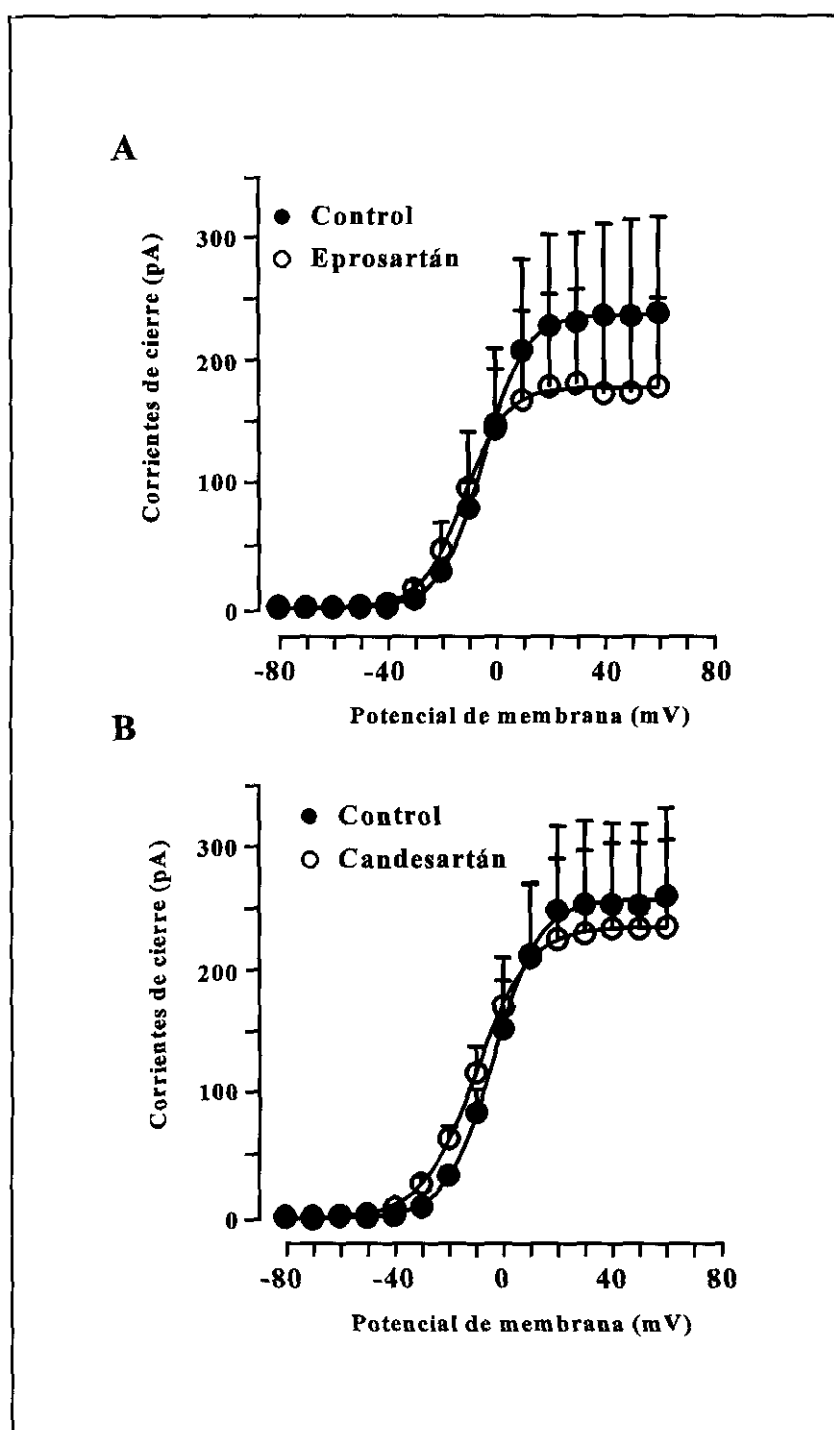 A
Control
Eprosartán
Corrientes de cierre (pA)
300
200
100
0
-80 -40 0 40 80
Potencial de membrana (mV)
B
Control
Candesartán
Corrientes de cierre (pA)
300
200
100
0
-80 -40 0 40 80
Potencial de membrana (mV)